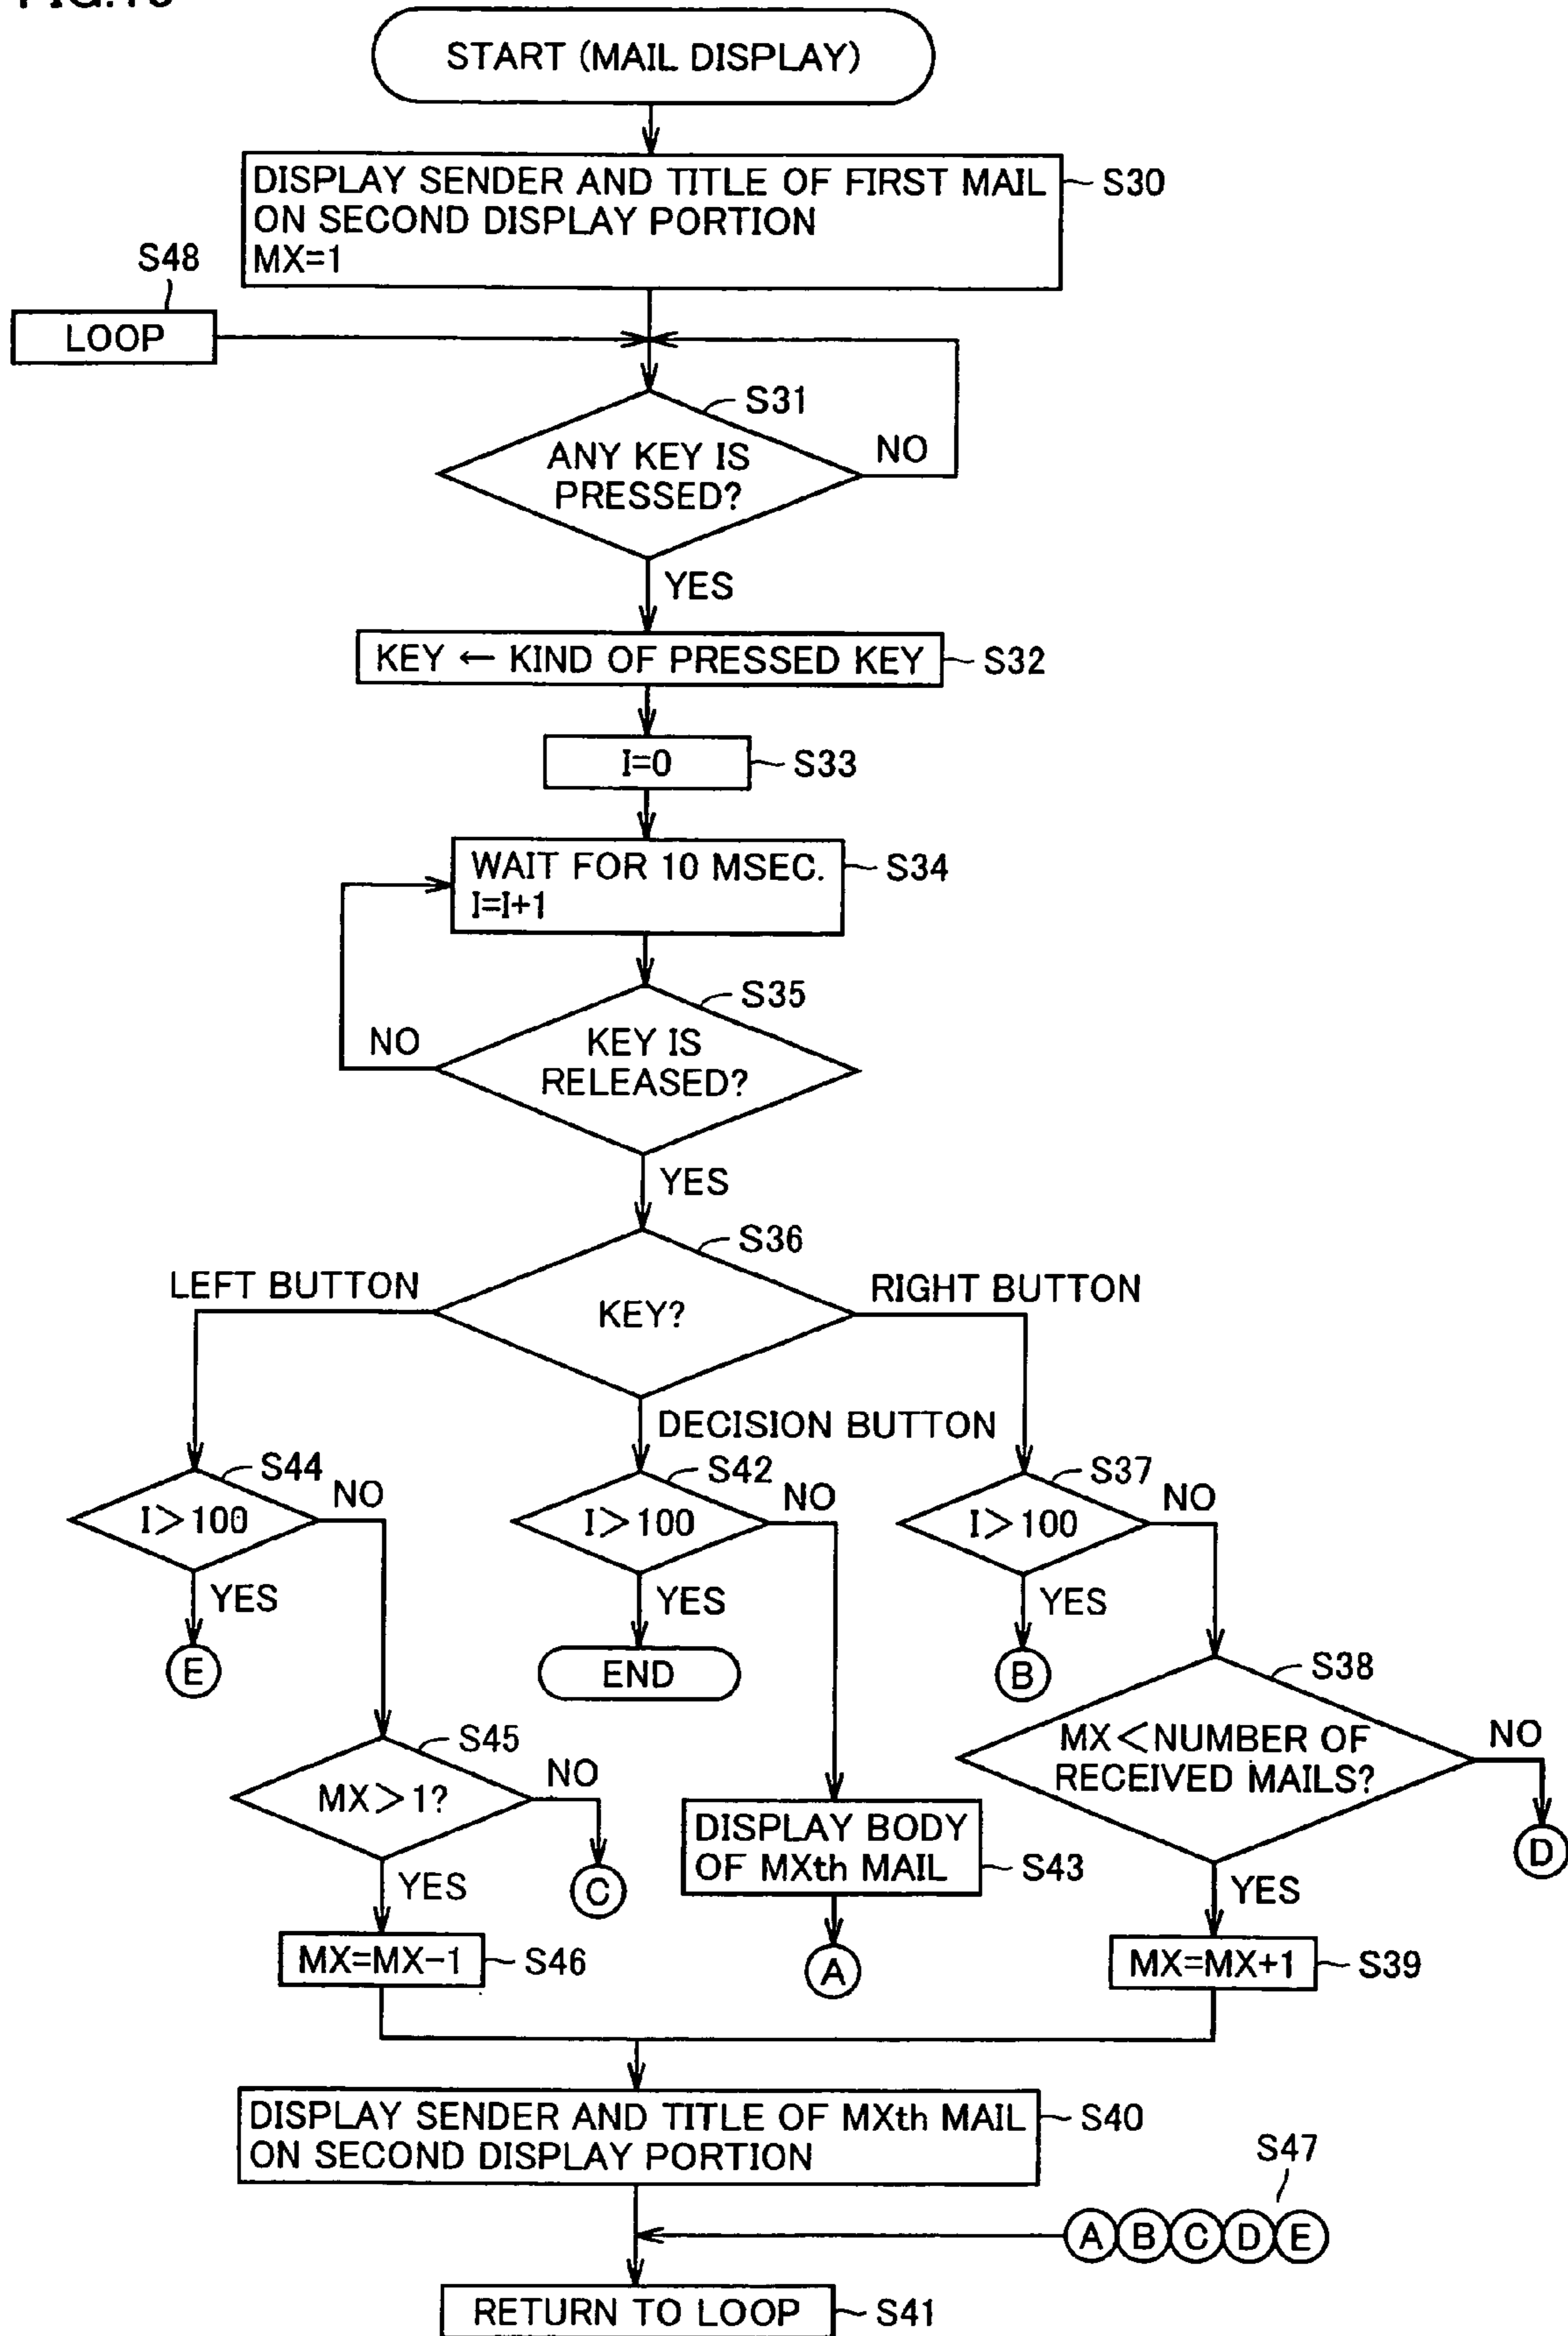 START (MAIL DISPLAY)
DISPLAY SENDER AND TITLE OF FIRST MAIL
ON SECOND DISPLAY PORTION
MX=1
S30
S48
LOOP
S31
ANY KEY IS
PRESSED?
NO
YES
KEY ← KIND OF PRESSED KEY
S32
I=0
S33
WAIT FOR 10 MSEC.
I=I+1
S34
S35
KEY IS
RELEASED?
NO
YES
S36
KEY?
LEFT BUTTON
RIGHT BUTTON
DECISION BUTTON
S44
I>100
NO
YES
E
S42
I>100
NO
YES
END
S37
I>100
NO
YES
B
S38
MX<NUMBER OF
RECEIVED MAILS?
NO
D
YES
S45
MX>1?
NO
C
YES
DISPLAY BODY
OF MXth MAIL
S43
A
MX=MX-1
S46
MX=MX+1
S39
DISPLAY SENDER AND TITLE OF MXth MAIL
ON SECOND DISPLAY PORTION
S40
S47
A B C D E
RETURN TO LOOP
S41